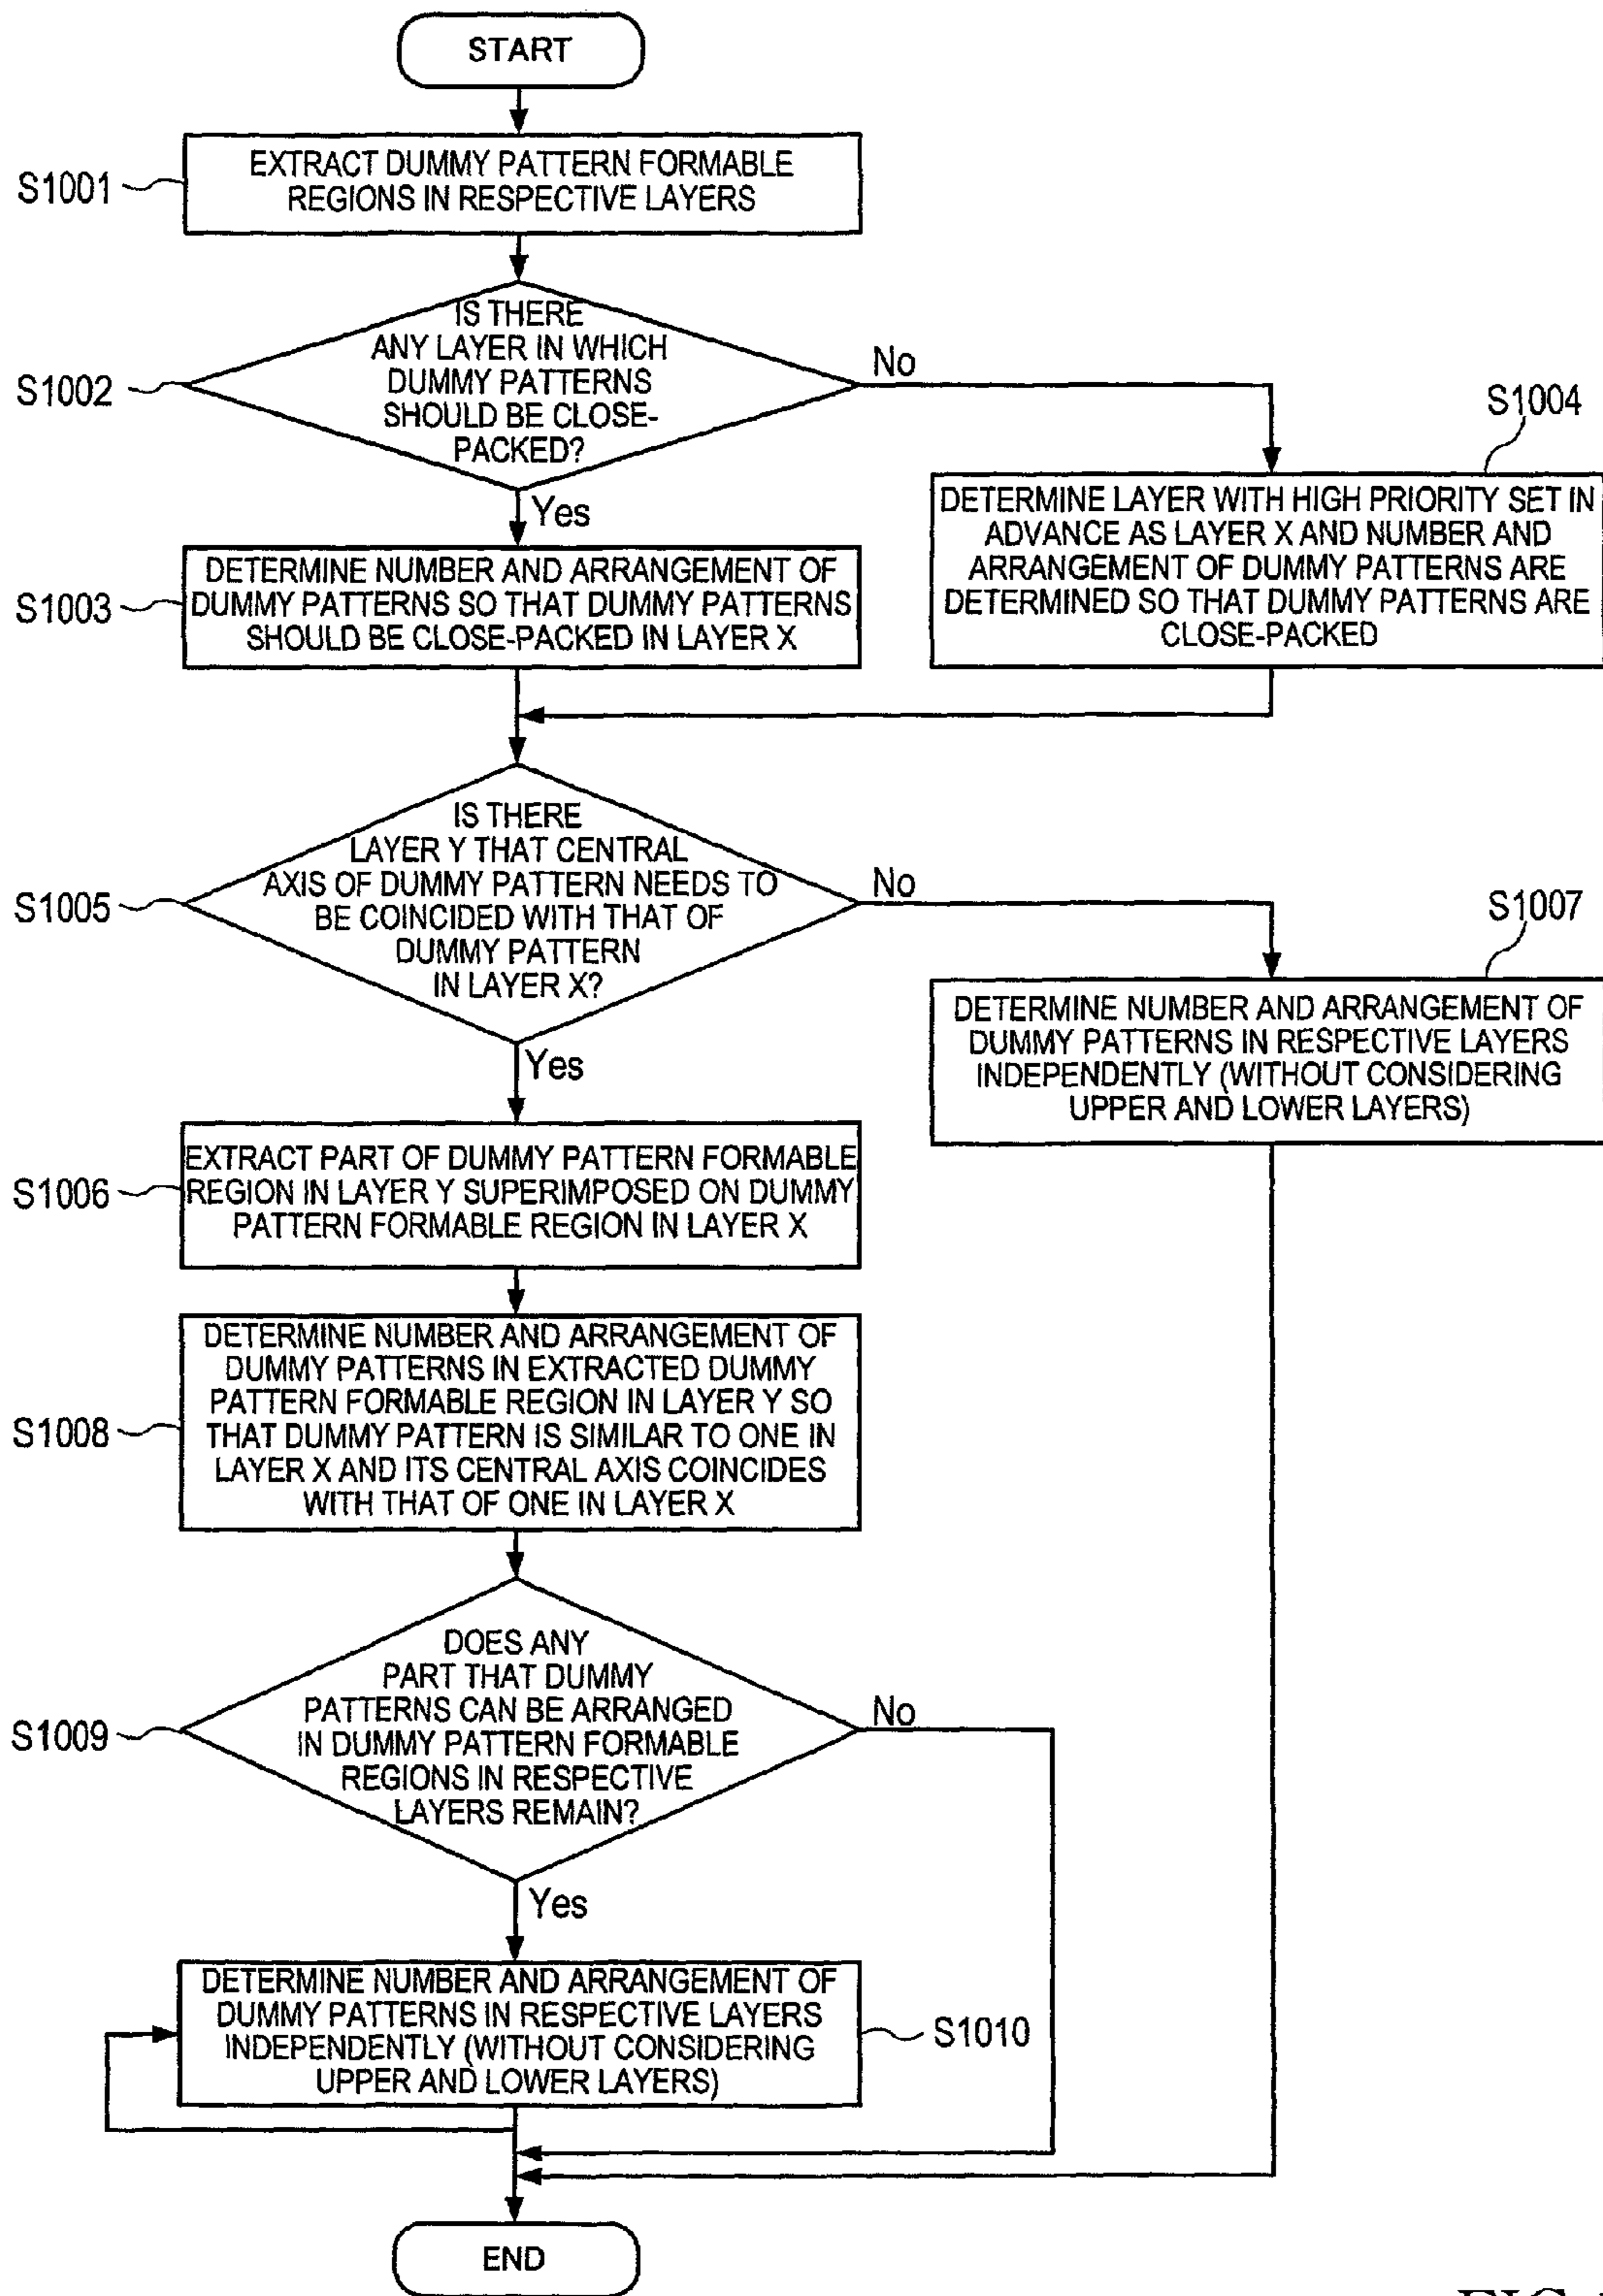 START
S1001
EXTRACT DUMMY PATTERN FORMABLE
REGIONS IN RESPECTIVE LAYERS
S1002
IS THERE
ANY LAYER IN WHICH
DUMMY PATTERNS
SHOULD BE CLOSE-
PACKED?
No
Yes
S1004
DETERMINE LAYER WITH HIGH PRIORITY SET IN
ADVANCE AS LAYER X AND NUMBER AND
ARRANGEMENT OF DUMMY PATTERNS ARE
DETERMINED SO THAT DUMMY PATTERNS ARE
CLOSE-PACKED
S1003
DETERMINE NUMBER AND ARRANGEMENT OF
DUMMY PATTERNS SO THAT DUMMY PATTERNS
SHOULD BE CLOSE-PACKED IN LAYER X
S1005
IS THERE
LAYER Y THAT CENTRAL
AXIS OF DUMMY PATTERN NEEDS TO
BE COINCIDED WITH THAT OF
DUMMY PATTERN
IN LAYER X?
No
Yes
S1007
DETERMINE NUMBER AND ARRANGEMENT OF
DUMMY PATTERNS IN RESPECTIVE LAYERS
INDEPENDENTLY (WITHOUT CONSIDERING
UPPER AND LOWER LAYERS)
S1006
EXTRACT PART OF DUMMY PATTERN FORMABLE
REGION IN LAYER Y SUPERIMPOSED ON DUMMY
PATTERN FORMABLE REGION IN LAYER X
S1008
DETERMINE NUMBER AND ARRANGEMENT OF
DUMMY PATTERNS IN EXTRACTED DUMMY
PATTERN FORMABLE REGION IN LAYER Y SO
THAT DUMMY PATTERN IS SIMILAR TO ONE IN
LAYER X AND ITS CENTRAL AXIS COINCIDES
WITH THAT OF ONE IN LAYER X
S1009
DOES ANY
PART THAT DUMMY
PATTERNS CAN BE ARRANGED
IN DUMMY PATTERN FORMABLE
REGIONS IN RESPECTIVE
LAYERS REMAIN?
No
Yes
DETERMINE NUMBER AND ARRANGEMENT OF
DUMMY PATTERNS IN RESPECTIVE LAYERS
INDEPENDENTLY (WITHOUT CONSIDERING
UPPER AND LOWER LAYERS)
S1010
END